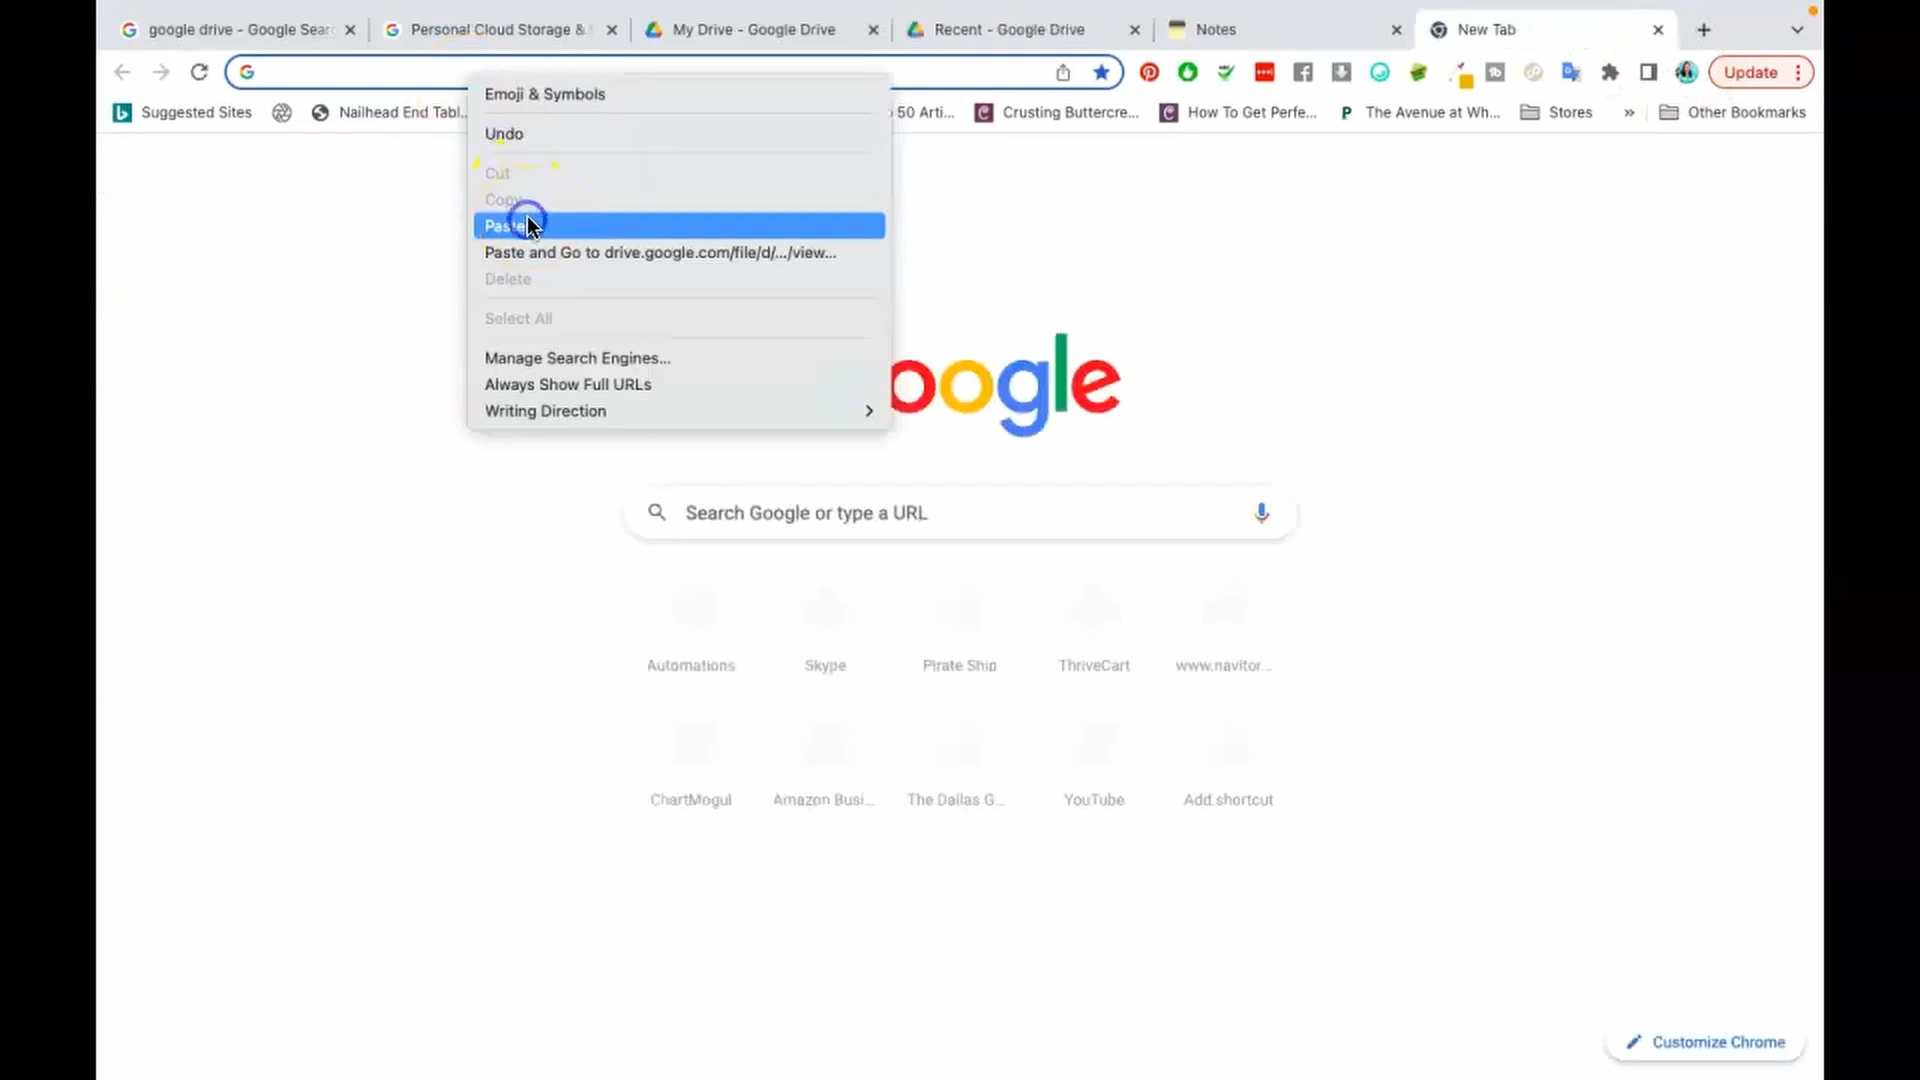 google drive - Google Sear
Personal Cloud Storage &
My Drive - Google Drive
Recent - Google Drive
Notes
New Tab
Update
Suggested Sites
Nailhead End Tabl...
50 Arti...
Crusting Buttercre...
How To Get Perfe...
The Avenue at Wh...
Stores
»
Other Bookmarks
Emoji & Symbols
Undo
Cut
Copy
Paste
Paste and Go to drive.google.com/file/d/.../view...
Delete
Select All
Manage Search Engines...
Always Show Full URLs
Writing Direction
oogle
Search Google or type a URL
Automations
Skype
Pirate Ship
ThriveCart
www.navitor...
ChartMogul
Amazon Busi...
The Dallas G...
YouTube
Add shortcut
Customize Chrome